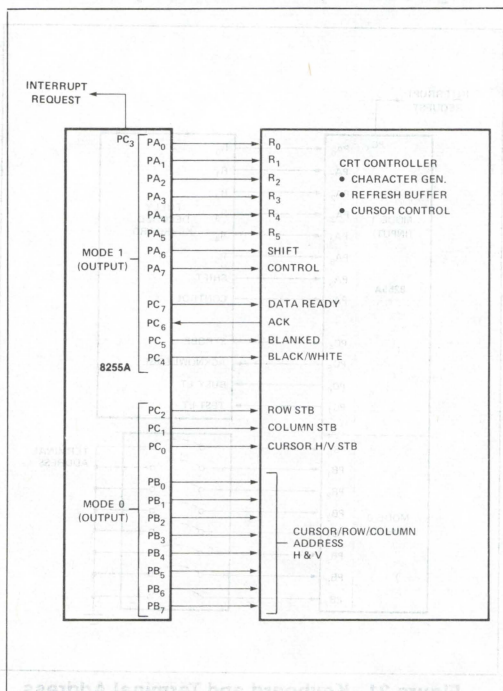 INTERRUPT
REQUEST
PC3 PA0 R0
PA1 R1
CRT CONTROLLER
PA2 R2
• CHARACTER GEN.
PA3 R3
• REFRESH BUFFER
PA4 R4
• CURSOR CONTROL
PA5 R5
MODE 1
(OUTPUT)
PA6 SHIFT
PA7 CONTROL
PC7 DATA READY
PC6 ACK
PC5 BLANKED
PC4 BLACK/WHITE
8255A
PC2 ROW STB
PC1 COLUMN STB
PC0 CURSOR H/V STB
MODE 0
(OUTPUT)
PB0
PB1
PB2
PB3
PB4
PB5
PB6
PB7
CURSOR/ROW/COLUMN
ADDRESS
H & V